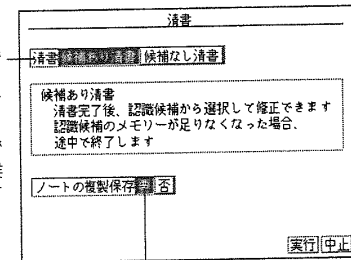 清書
清書 候補あり清書 候補なし清書
候補あり清書
清書完了後、認識候補から選択して修正できます
認識候補のメモリーが足りなくなった場合、
途中で終了します
ノートの複製保存 要 否
実行 中止